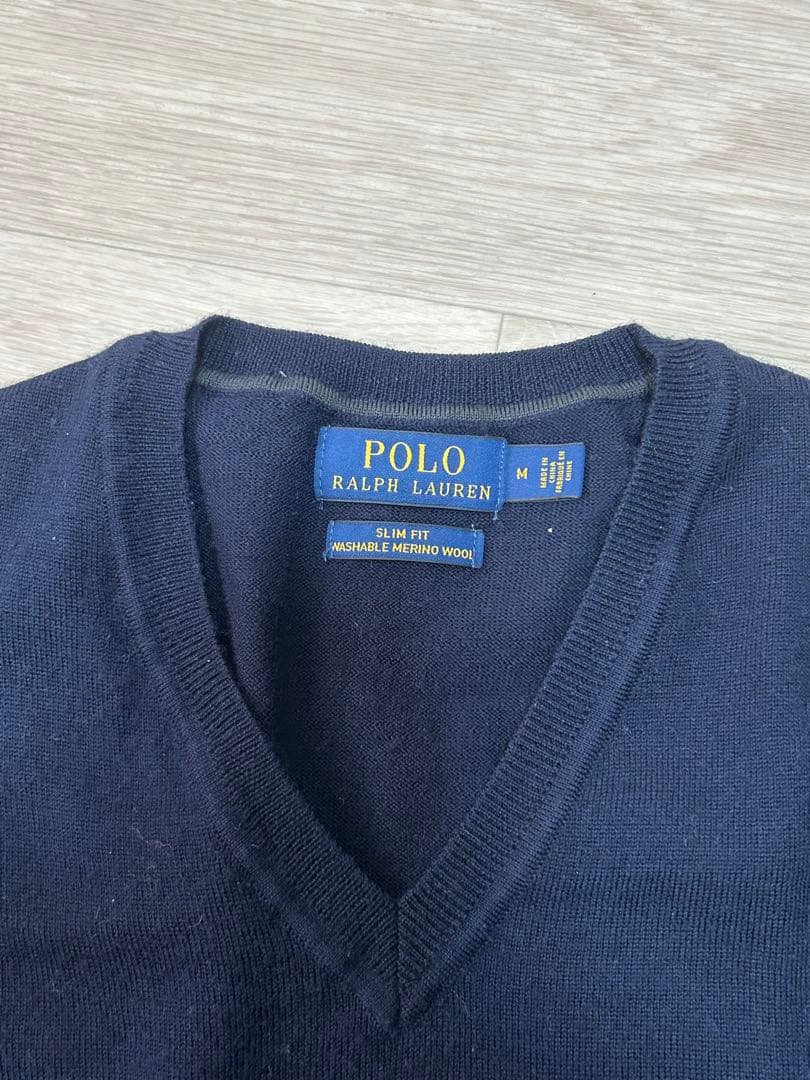 POLO
RALPH LAUREN
M
MADE IN
CHINA
FABRIQUÉ EN
CHINE
SLIM FIT
WASHABLE MERINO WOOL